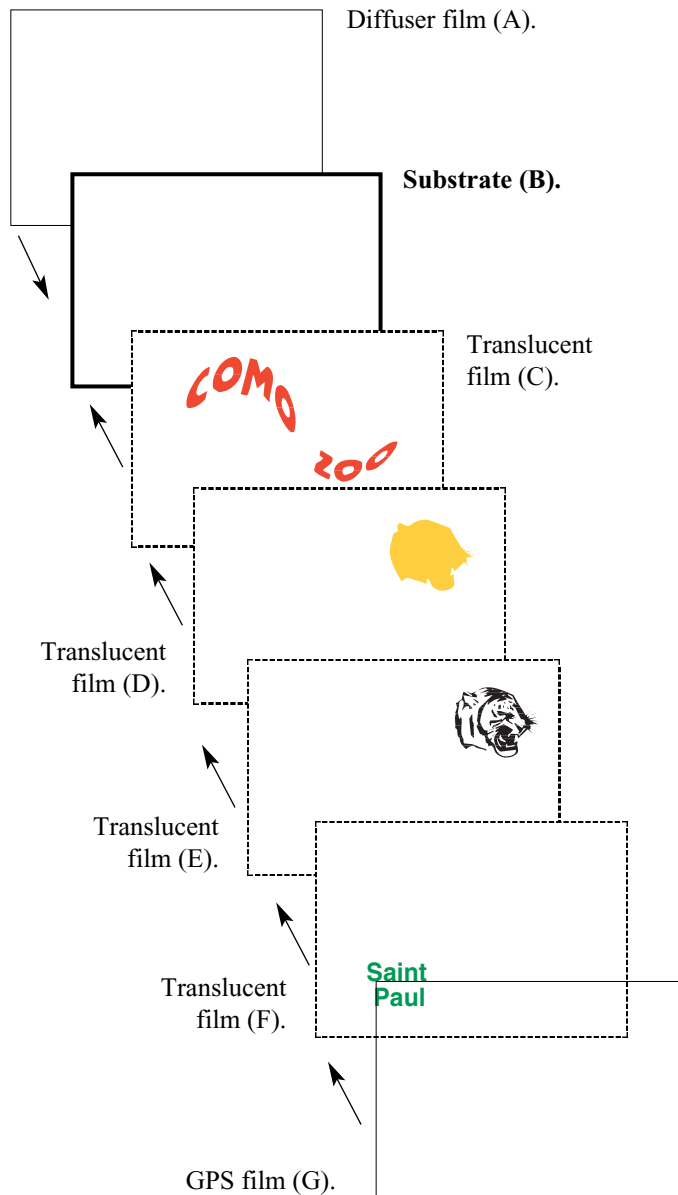 Diffuser film (A).
Substrate (B).
Translucent
film (C).
COMO
ZOO
Translucent
film (D).
Translucent
film (E).
Saint
Paul
Translucent
film (F).
GPS film (G).